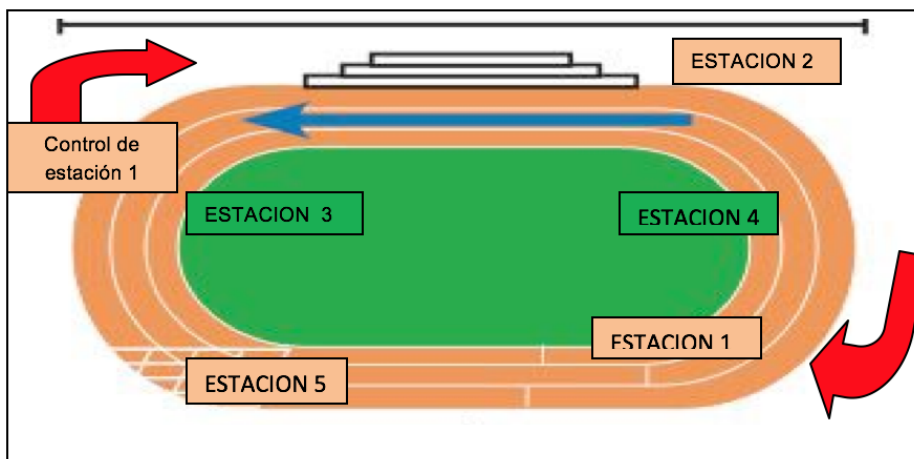 ESTACION 2
Control de
estación 1
ESTACION  3
ESTACION 4
ESTACION 1
ESTACION 5